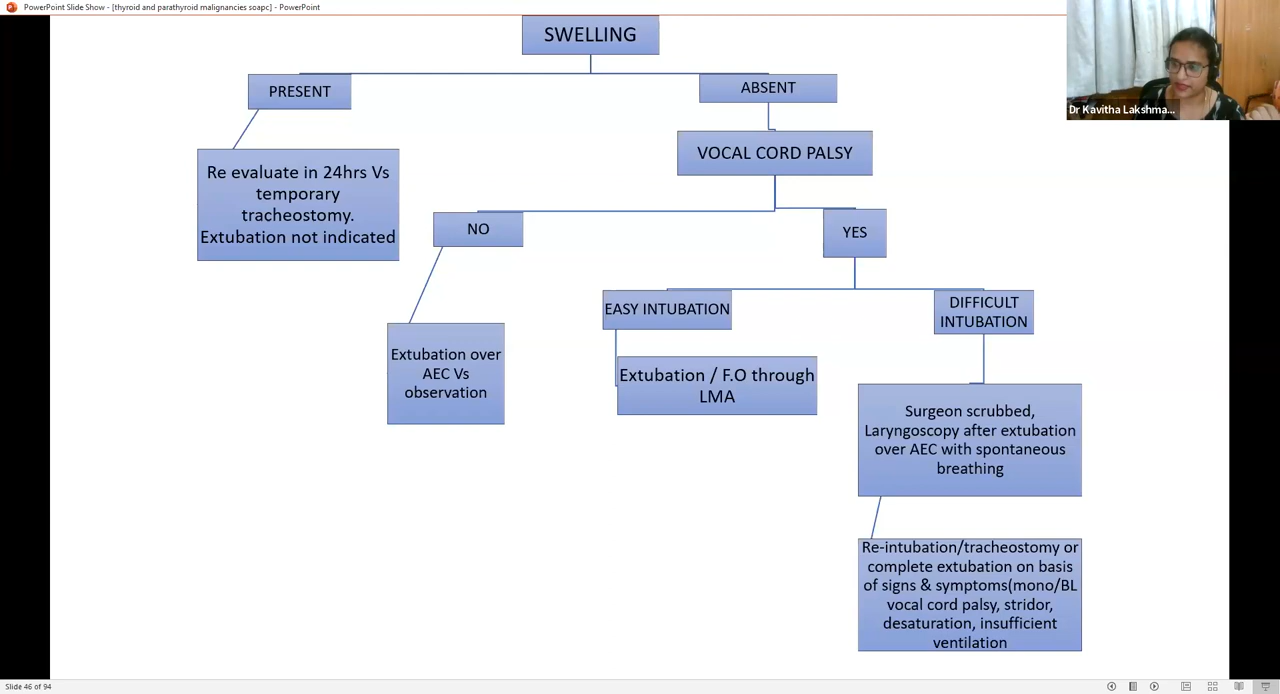 PowerPoint Slide Show - [thyroid and parathyroid malignancies soapc] - PowerPoint
Dr Kavitha Lakshma...
SWELLING
PRESENT
ABSENT
Re evaluate in 24hrs Vs
temporary
tracheostomy.
Extubation not indicated
VOCAL CORD PALSY
NO
YES
Extubation over
AEC Vs
observation
EASY INTUBATION
DIFFICULT
INTUBATION
Extubation / F.O through
LMA
Surgeon scrubbed,
Laryngoscopy after extubation
over AEC with spontaneous
breathing
Re-intubation/tracheostomy or
complete extubation on basis
of signs & symptoms(mono/BL
vocal cord palsy, stridor,
desaturation, insufficient
ventilation
Slide 46 of 94